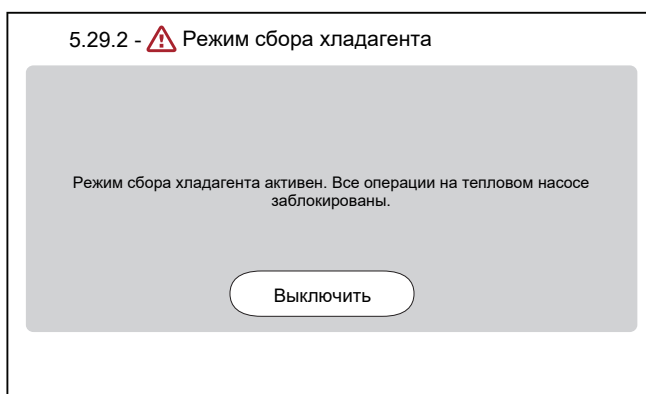 5.29.2 - Режим сбора хладагента
Режим сбора хладагента активен. Все операции на тепловом насосе
заблокированы.
Выключить